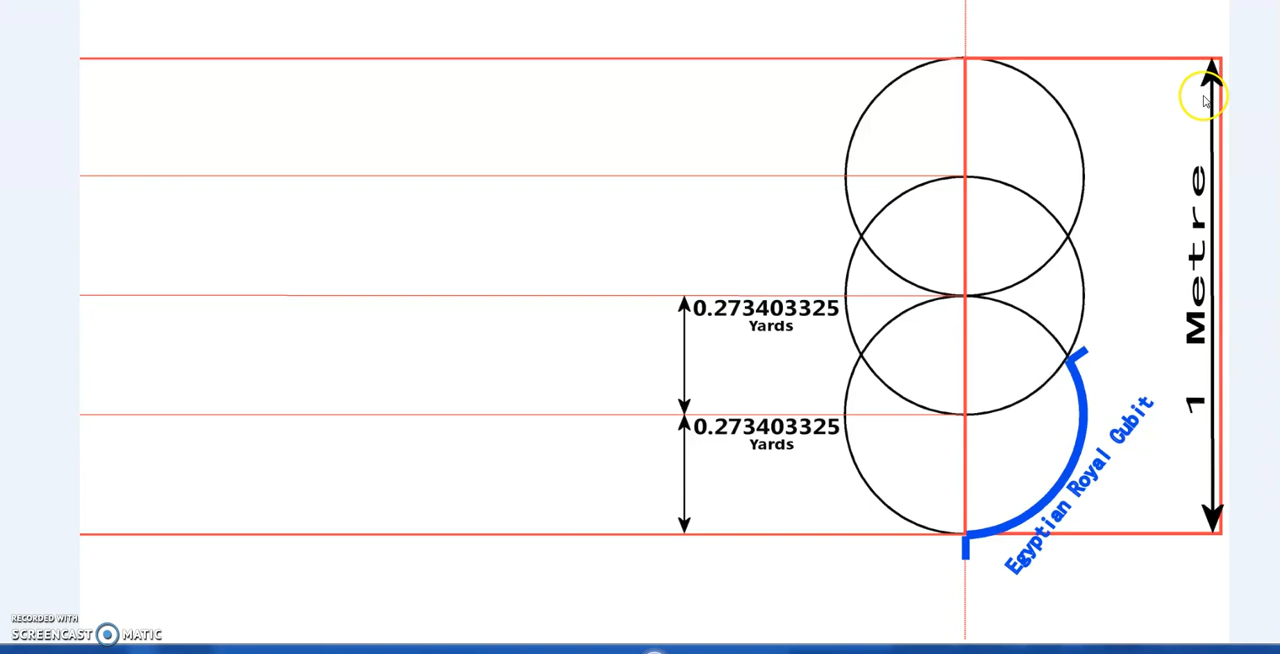 0.273403325
Yards
0.273403325
Yards
1 Metre
Egyptian Royal Cubit
RECORDED WITH
SCREENCAST MATIC